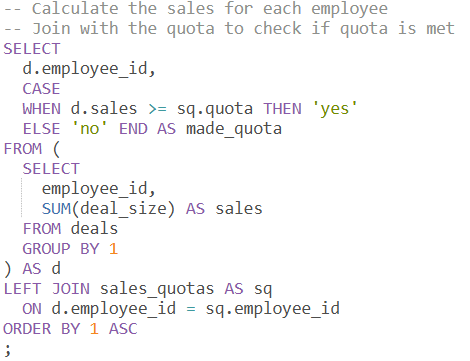 -- Calculate the sales for each employee
-- Join with the quota to check if quota is met
SELECT
  d.employee_id,
  CASE
  WHEN d.sales >= sq.quota THEN 'yes'
  ELSE 'no' END AS made_quota
FROM (
  SELECT
    employee_id,
    SUM(deal_size) AS sales
  FROM deals
  GROUP BY 1
) AS d
LEFT JOIN sales_quotas AS sq
  ON d.employee_id = sq.employee_id
ORDER BY 1 ASC
;